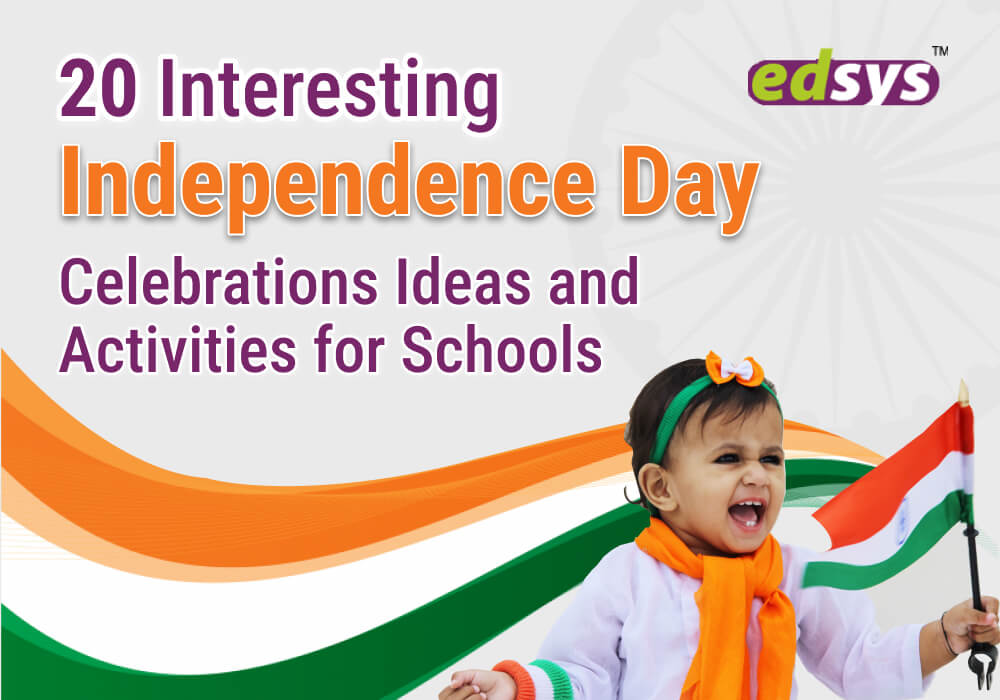 20 Interesting
Independence Day
Celebrations Ideas and
Activities for Schools
edsys™